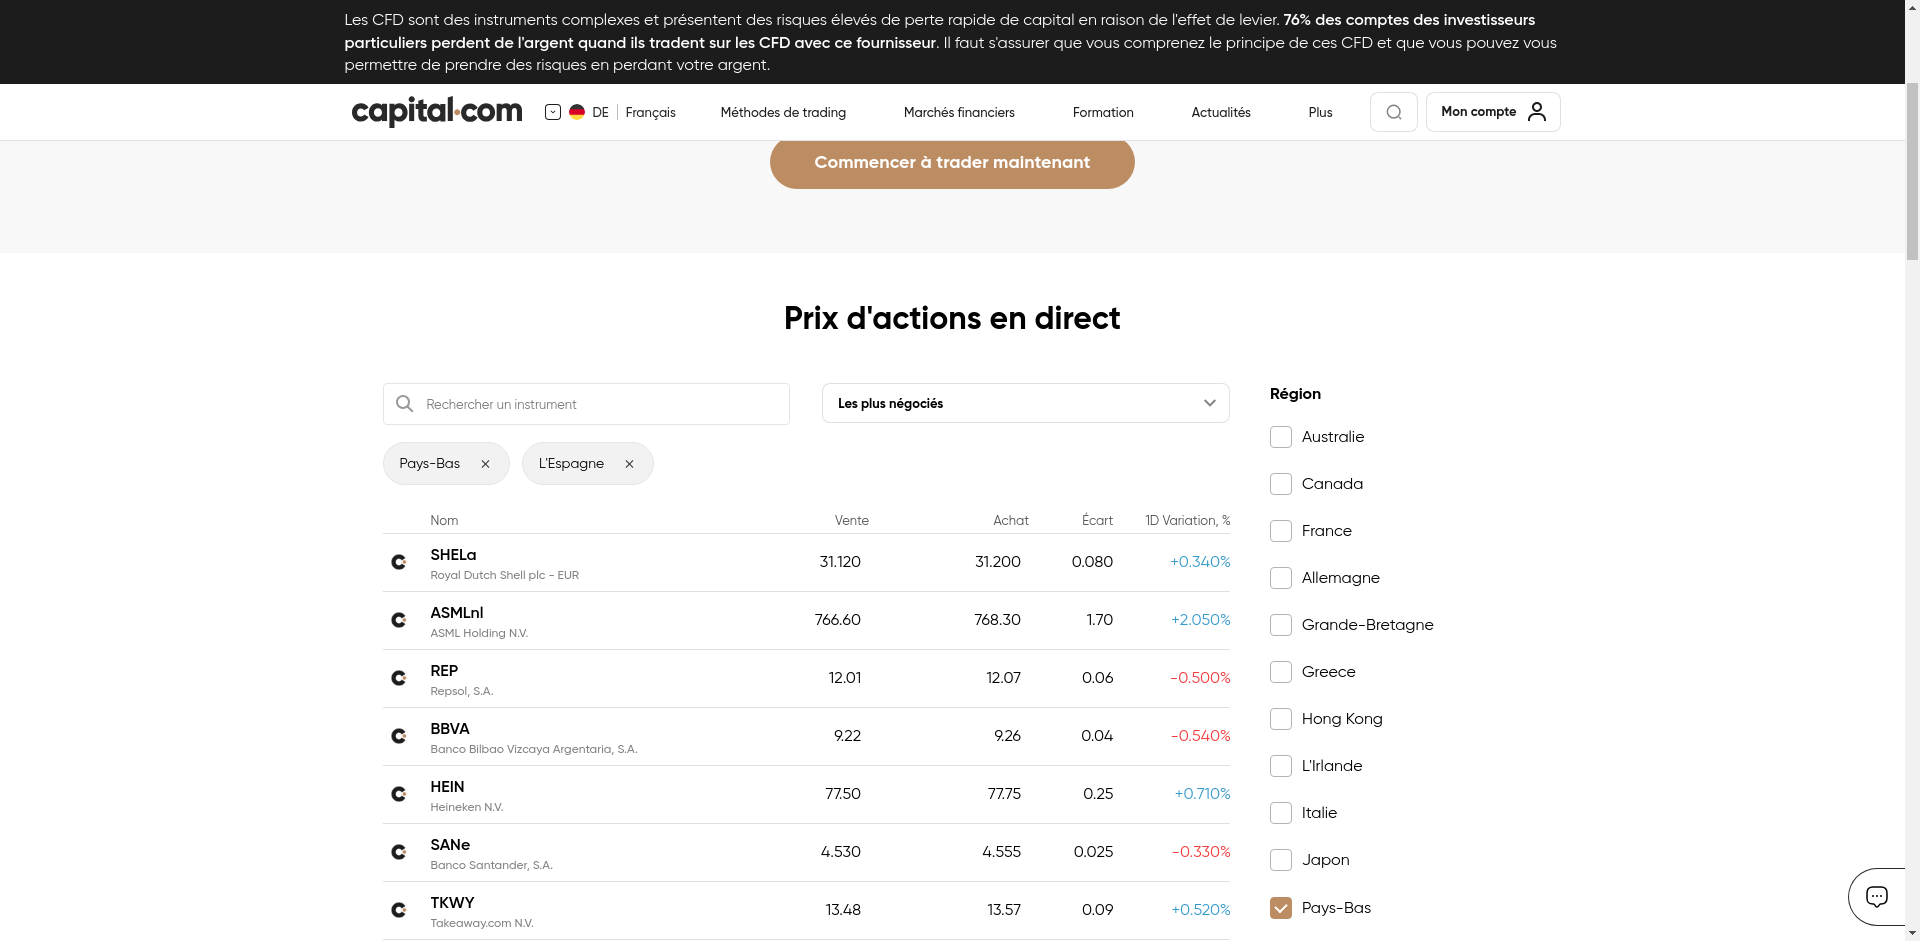 Les CFD sont des instruments complexes et présentent des risques élevés de perte rapide de capital en raison de l'effet de levier. 76% des comptes des investisseurs
particuliers perdent de l'argent quand ils tradent sur les CFD avec ce fournisseur. Il faut s'assurer que vous comprenez le principe de ces CFD et que vous pouvez vous
permettre de prendre des risques en perdant votre argent.
capital.com DE Français Méthodes de trading Marchés financiers Formation Actualités Plus Mon compte
Commencer à trader maintenant
Prix d'actions en direct
Rechercher un instrument
Les plus négociés
Pays-Bas L'Espagne
Nom Vente Achat Écart 1D Variation, %
SHELa 31.120 31.200 0.080 +0.340%
Royal Dutch Shell plc - EUR
ASMLnl 766.60 768.30 1.70 +2.050%
ASML Holding N.V.
REP 12.01 12.07 0.06 -0.500%
Repsol, S.A.
BBVA 9.22 9.26 0.04 -0.540%
Banco Bilbao Vizcaya Argentaria, S.A.
HEIN 77.50 77.75 0.25 +0.710%
Heineken N.V.
SANe 4.530 4.555 0.025 -0.330%
Banco Santander, S.A.
TKWY 13.48 13.57 0.09 +0.520%
Takeaway.com N.V.
Région
Australie
Canada
France
Allemagne
Grande-Bretagne
Greece
Hong Kong
L'Irlande
Italie
Japon
Pays-Bas